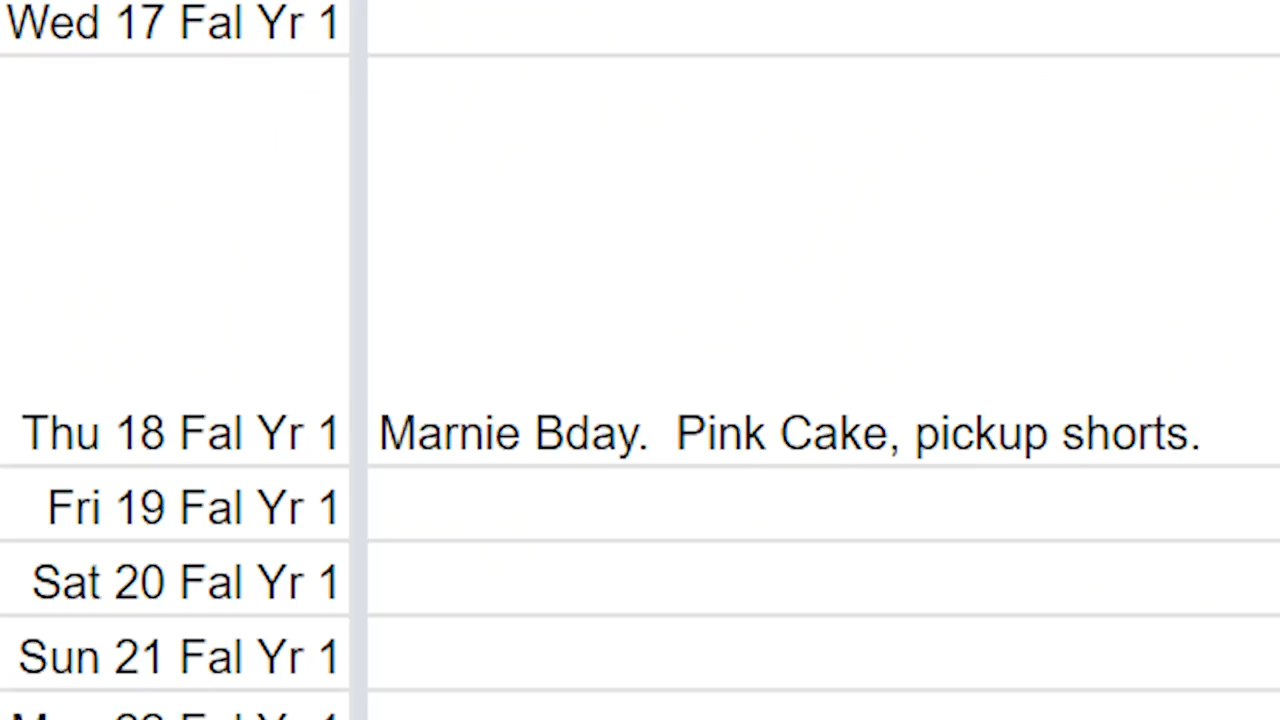 Wed 17 Fal Yr 1
Thu 18 Fal Yr 1 Marnie Bday.  Pink Cake, pickup shorts.
Fri 19 Fal Yr 1
Sat 20 Fal Yr 1
Sun 21 Fal Yr 1